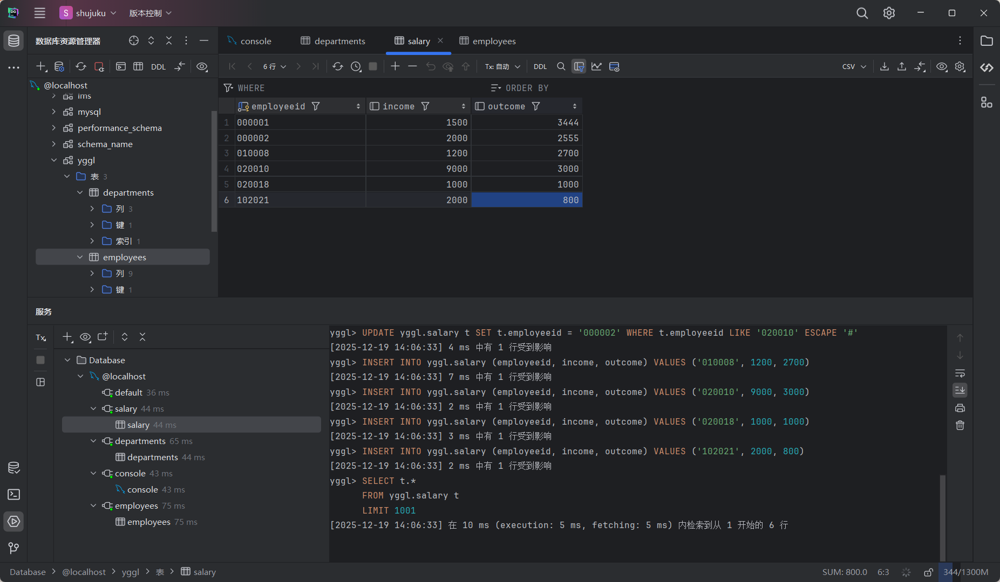 S shujuku 版本控制
数据库资源管理器
DDL
@localhost
lms
mysql
performance_schema
schema_name
yggl
表 3
departments
列 3
键 1
索引 1
employees
列 9
键 1
console departments salary employees
6 行 Tx: 自动 DDL CSV
WHERE ORDER BY
employeeid income outcome
1 000001 1500 3444
2 000002 2000 2555
3 010008 1200 2700
4 020010 9000 3000
5 020018 1000 1000
6 102021 2000 800
服务
Tx
Database
@localhost
default 36 ms
salary 44 ms
salary 44 ms
departments 65 ms
departments 44 ms
console 43 ms
console 43 ms
employees 75 ms
employees 75 ms
yggl> UPDATE yggl.salary t SET t.employeeid = '000002' WHERE t.employeeid LIKE '020010' ESCAPE '#'
[2025-12-19 14:06:33] 4 ms 中有 1 行受到影响
yggl> INSERT INTO yggl.salary (employeeid, income, outcome) VALUES ('010008', 1200, 2700)
[2025-12-19 14:06:33] 7 ms 中有 1 行受到影响
yggl> INSERT INTO yggl.salary (employeeid, income, outcome) VALUES ('020010', 9000, 3000)
[2025-12-19 14:06:33] 2 ms 中有 1 行受到影响
yggl> INSERT INTO yggl.salary (employeeid, income, outcome) VALUES ('020018', 1000, 1000)
[2025-12-19 14:06:33] 3 ms 中有 1 行受到影响
yggl> INSERT INTO yggl.salary (employeeid, income, outcome) VALUES ('102021', 2000, 800)
[2025-12-19 14:06:33] 2 ms 中有 1 行受到影响
yggl> SELECT t.*
FROM yggl.salary t
LIMIT 1001
[2025-12-19 14:06:33] 在 10 ms (execution: 5 ms, fetching: 5 ms) 内检索到从 1 开始的 6 行
Database > @localhost > yggl > 表 > salary
SUM: 800.0 6:3 344/1300M